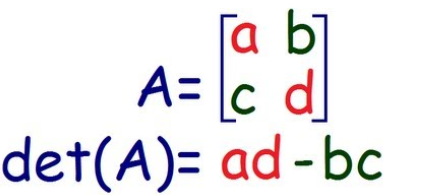 A= [a b
c d]
det(A)= ad - bc